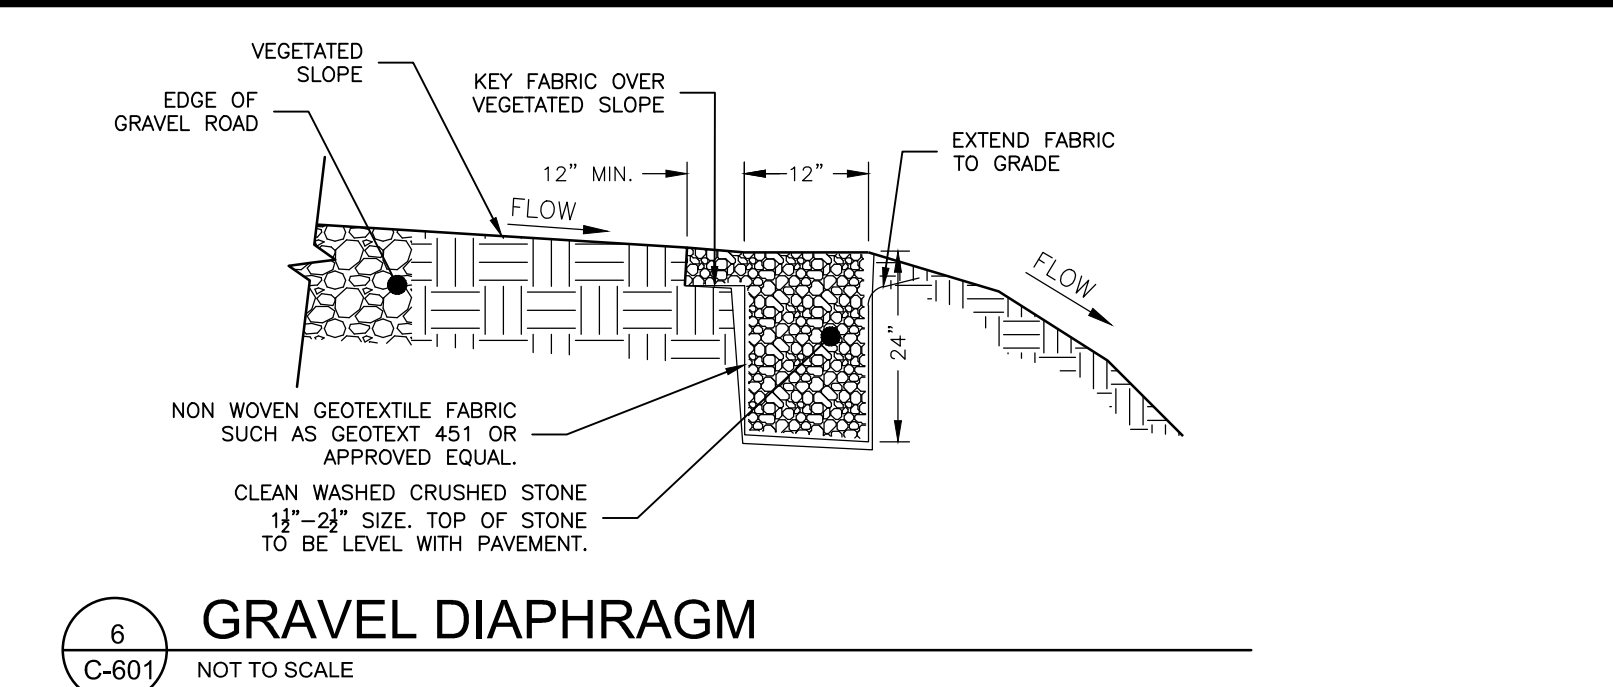 VEGETATED
SLOPE
EDGE OF
GRAVEL ROAD
KEY FABRIC OVER
VEGETATED SLOPE
EXTEND FABRIC
TO GRADE
12” MIN.
12”
FLOW
FLOW
24”
NON WOVEN GEOTEXTILE FABRIC
SUCH AS GEOTEXT 451 OR
APPROVED EQUAL.
CLEAN WASHED CRUSHED STONE
1½”–2½” SIZE. TOP OF STONE
TO BE LEVEL WITH PAVEMENT.
6
C-601
GRAVEL DIAPHRAGM
NOT TO SCALE